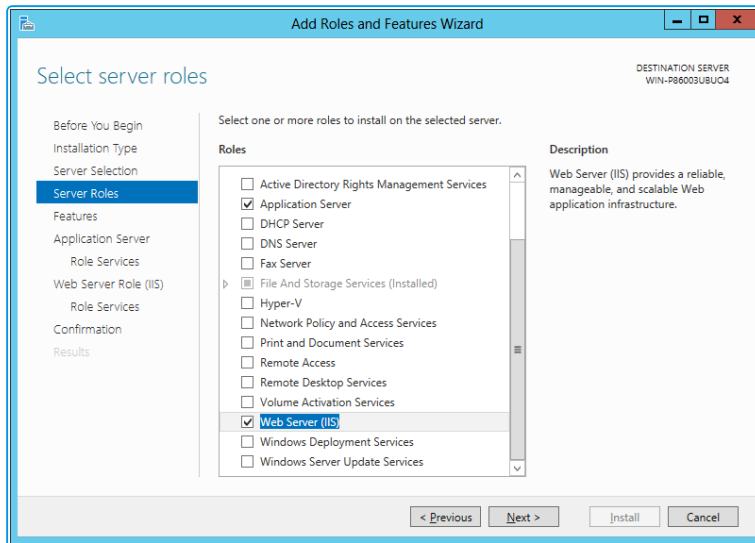 Add Roles and Features Wizard
Select server roles
DESTINATION SERVER
WIN-P86003UBUO4
Before You Begin
Installation Type
Server Selection
Server Roles
Features
Application Server
Role Services
Web Server Role (IIS)
Role Services
Confirmation
Results
Select one or more roles to install on the selected server.
Roles
Active Directory Rights Management Services
Application Server
DHCP Server
DNS Server
Fax Server
File And Storage Services (Installed)
Hyper-V
Network Policy and Access Services
Print and Document Services
Remote Access
Remote Desktop Services
Volume Activation Services
Web Server (IIS)
Windows Deployment Services
Windows Server Update Services
Description
Web Server (IIS) provides a reliable,
manageable, and scalable Web
application infrastructure.
< Previous
Next >
Install
Cancel